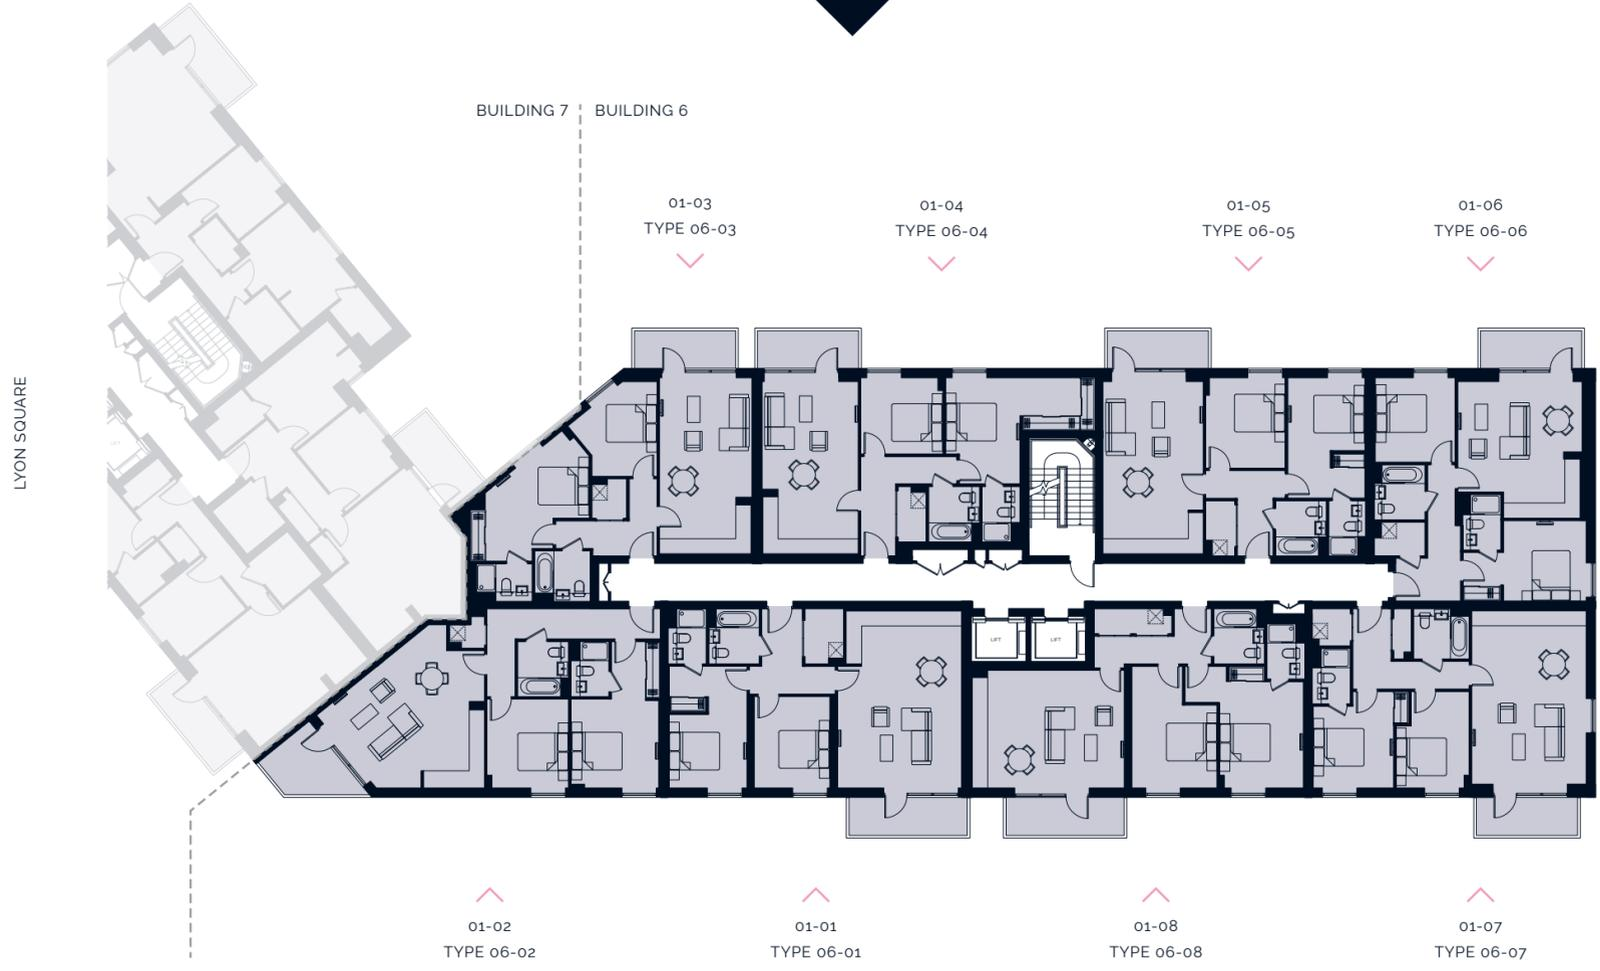 BUILDING 7
BUILDING 6
01-03
TYPE 06-03
01-04
TYPE 06-04
01-05
TYPE 06-05
01-06
TYPE 06-06
LYON SQUARE
LIFT
LIFT
LIFT
01-02
TYPE 06-02
01-01
TYPE 06-01
01-08
TYPE 06-08
01-07
TYPE 06-07